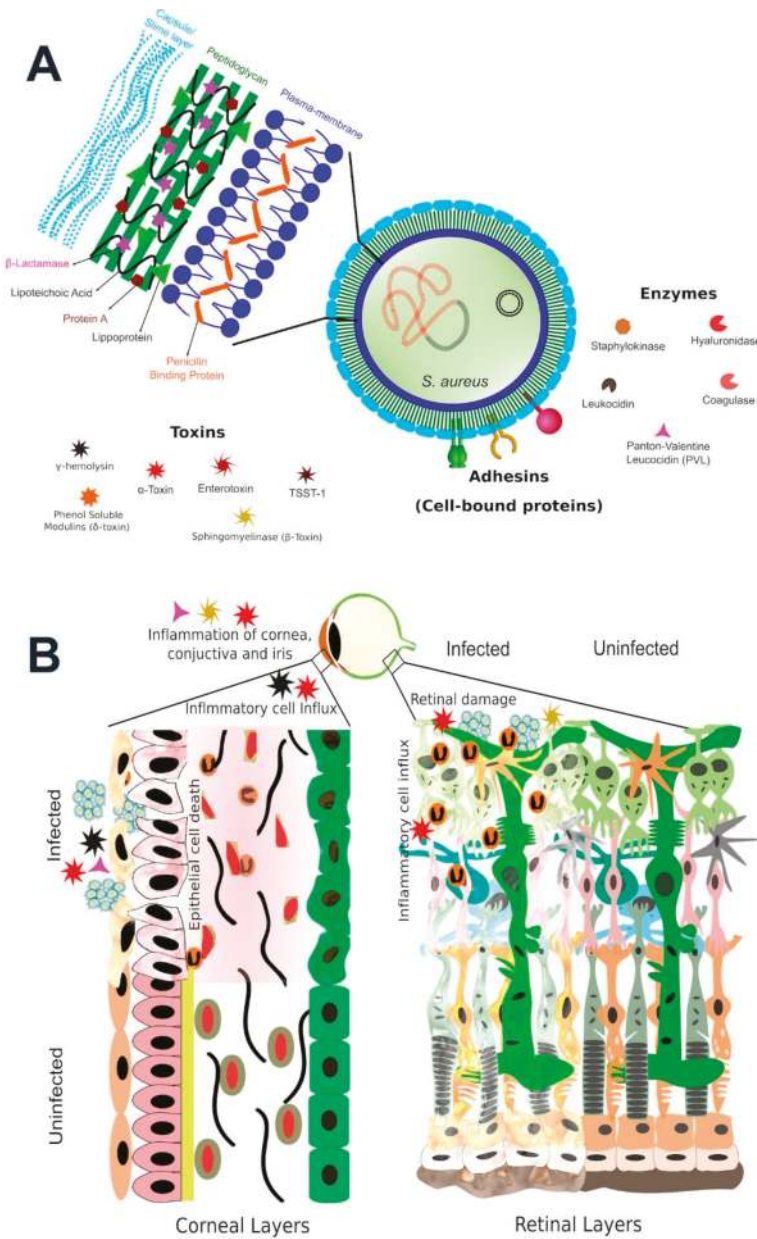 A
Capsule/
Slime layer
Peptidoglycan
Plasma-membrane
β-Lactamase
Lipoteichoic Acid
Protein A
Lippoprotein
Penicilin
Binding Protein
S. aureus
Enzymes
Staphylokinase
Hyaluronidase
Leukocidin
Coagulase
Panton-Valentine
Leucocidin (PVL)
Adhesins
(Cell-bound proteins)
Toxins
γ-hemolysin
α-Toxin
Enterotoxin
TSST-1
Phenol Soluble
Modulins (δ-toxin)
Sphingomyelinase (β-Toxin)
B
Inflammation of cornea,
conjuctiva and iris
Inflmmatory cell Influx
Infected
Uninfected
Retinal damage
Infected
Epithelial cell death
Inflammatory cell influx
Uninfected
Corneal Layers
Retinal Layers